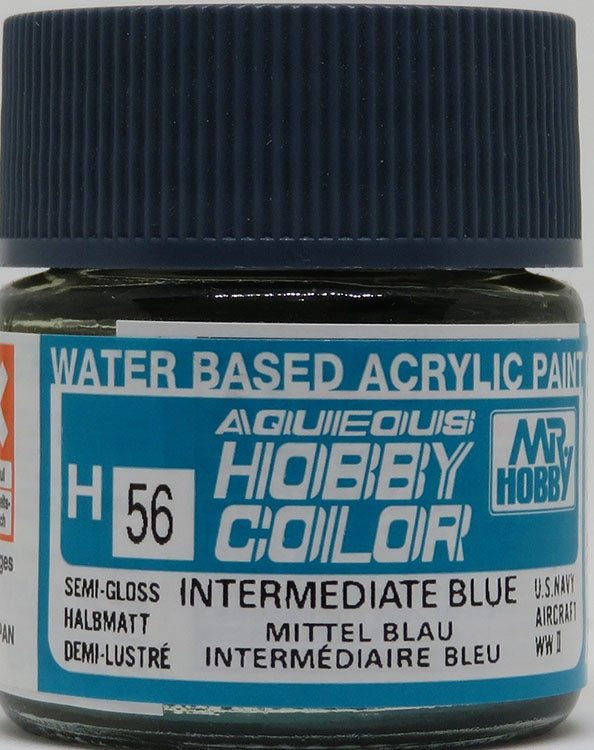 WATER BASED ACRYLIC PAINT
AQUEOUS
HOBBY
COLOR
MR HOBBY
H 56
SEMI-GLOSS
HALBMATT
DEMI-LUSTRÉ
INTERMEDIATE BLUE
MITTEL BLAU
INTERMÉDIAIRE BLEU
U.S.NAVY
AIRCRAFT
WW II